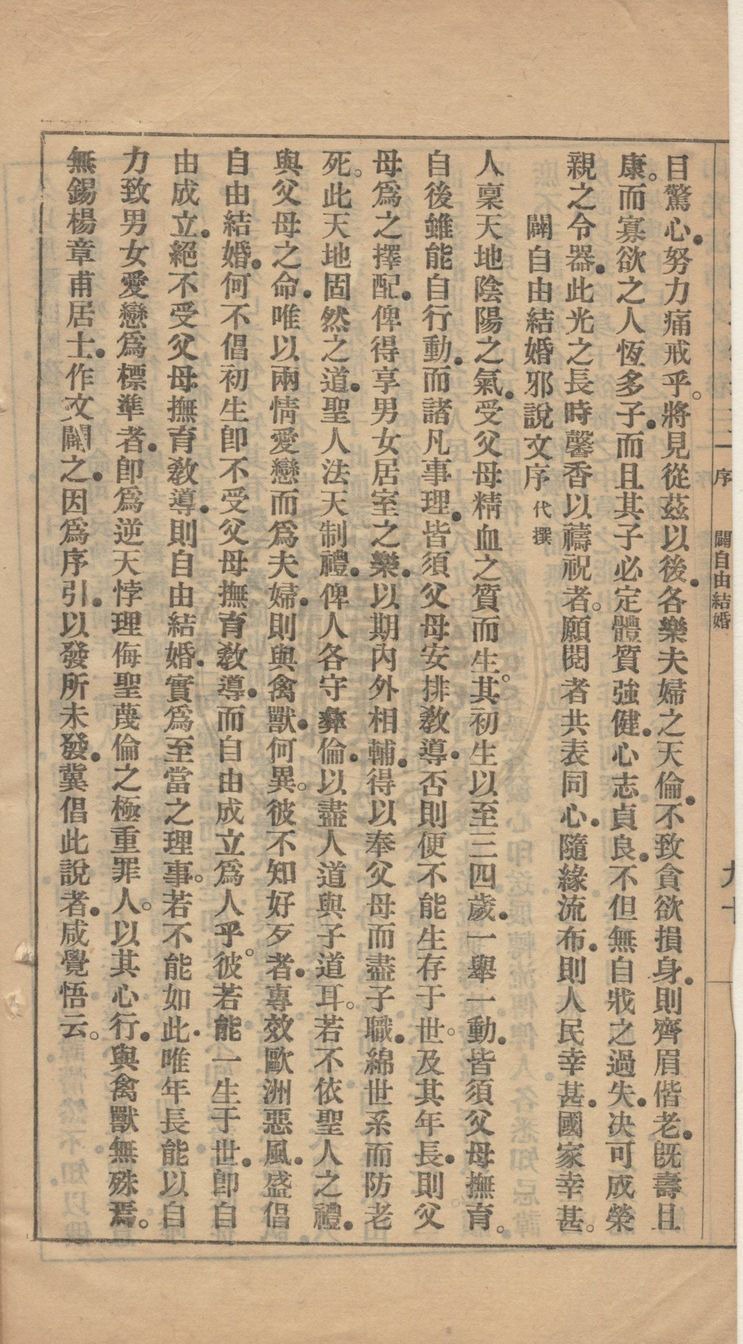 序　闢自由結婚
目驚心。努力痛戒乎。將見從茲以後。各樂夫婦之天倫。不致貪欲損身。則齊眉偕老。既壽且
康。而寡欲之人恆多子。而且其子必定體質強健。心志貞良。不但無自戕之過失。決可成榮
親之令器。此光之長時馨香以禱祝者。願閱者共表同心。隨緣流布。則人民幸甚。國家幸甚。
闢自由結婚邪說文序　代撰
人稟天地陰陽之氣。受父母精血之質而生。其初生以至三四歲。一舉一動。皆須父母撫育。
自後雖能自行動。而諸凡事理。皆須父母安排教導。否則便不能生存于世。及其年長。則父
母爲之擇配。俾得享男女居室之樂。以期內外相輔。得以奉父母而盡子職。綿世系而防老
死。此天地固然之道。聖人法天制禮。俾人各守彝倫。以盡人道與子道耳。若不依聖人之禮。
與父母之命。唯以兩情愛戀而爲夫婦。則與禽獸何異。彼不知好歹者。專效歐洲惡風。盛倡
自由結婚。何不倡初生卽不受父母撫育教導。而自由成立爲人乎。彼若能一生于世。卽自
由成立。絕不受父母撫育教導。則自由結婚。實爲至當之理事。若不能如此。唯年長能以自
力致男女愛戀爲標準者。卽爲逆天悖理侮聖蔑倫之極重罪人。以其心行。與禽獸無殊焉。
無錫楊章甫居士。作文闢之。因爲序引。以發所未發。冀倡此說者。咸覺悟云。